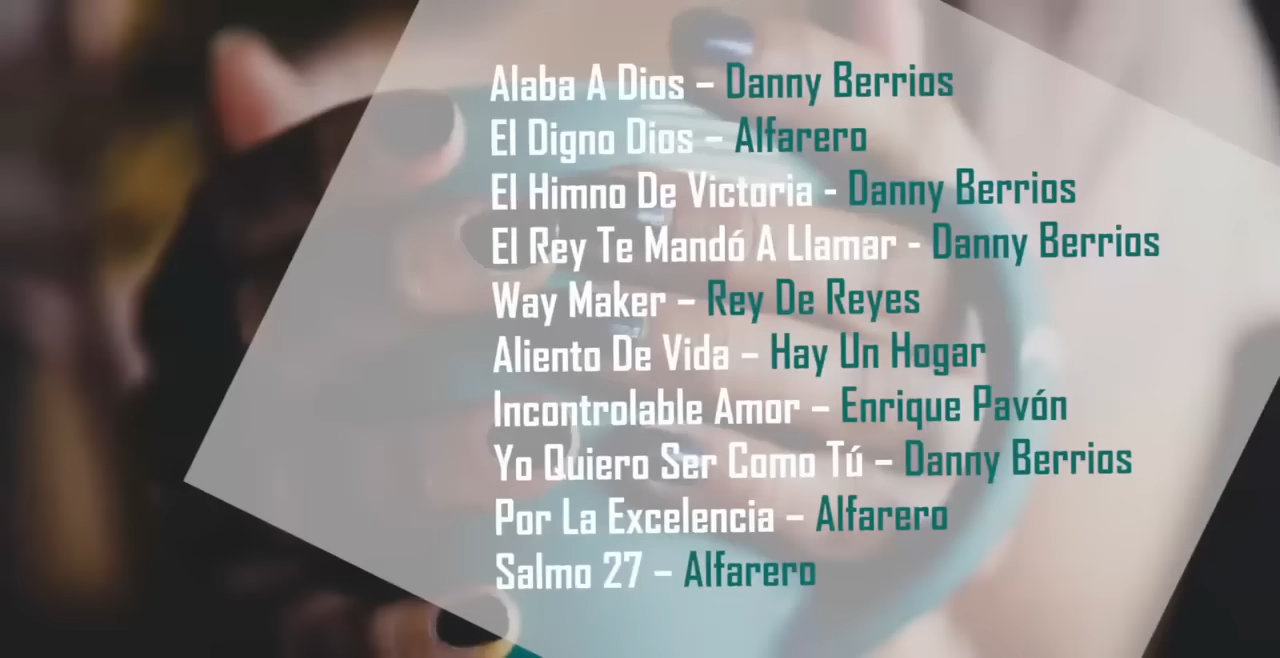 Alaba A Dios – Danny Berrios
El Digno Dios – Alfarero
El Himno De Victoria - Danny Berrios
El Rey Te Mandó A Llamar - Danny Berrios
Way Maker – Rey De Reyes
Aliento De Vida – Hay Un Hogar
Incontrolable Amor – Enrique Pavón
Yo Quiero Ser Como Tú – Danny Berrios
Por La Excelencia – Alfarero
Salmo 27 – Alfarero